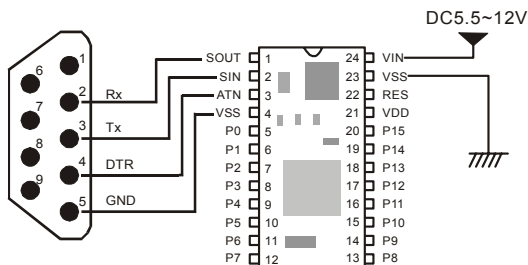 DC5.5~12V
1
6
2
Rx
7
3
Tx
8
4
DTR
9
5
GND
SOUT 1 24 VIN
SIN 2 23 VSS
ATN 3 22 RES
VSS 4 21 VDD
P0 5 20 P15
P1 6 19 P14
P2 7 18 P13
P3 8 17 P12
P4 9 16 P11
P5 10 15 P10
P6 11 14 P9
P7 12 13 P8